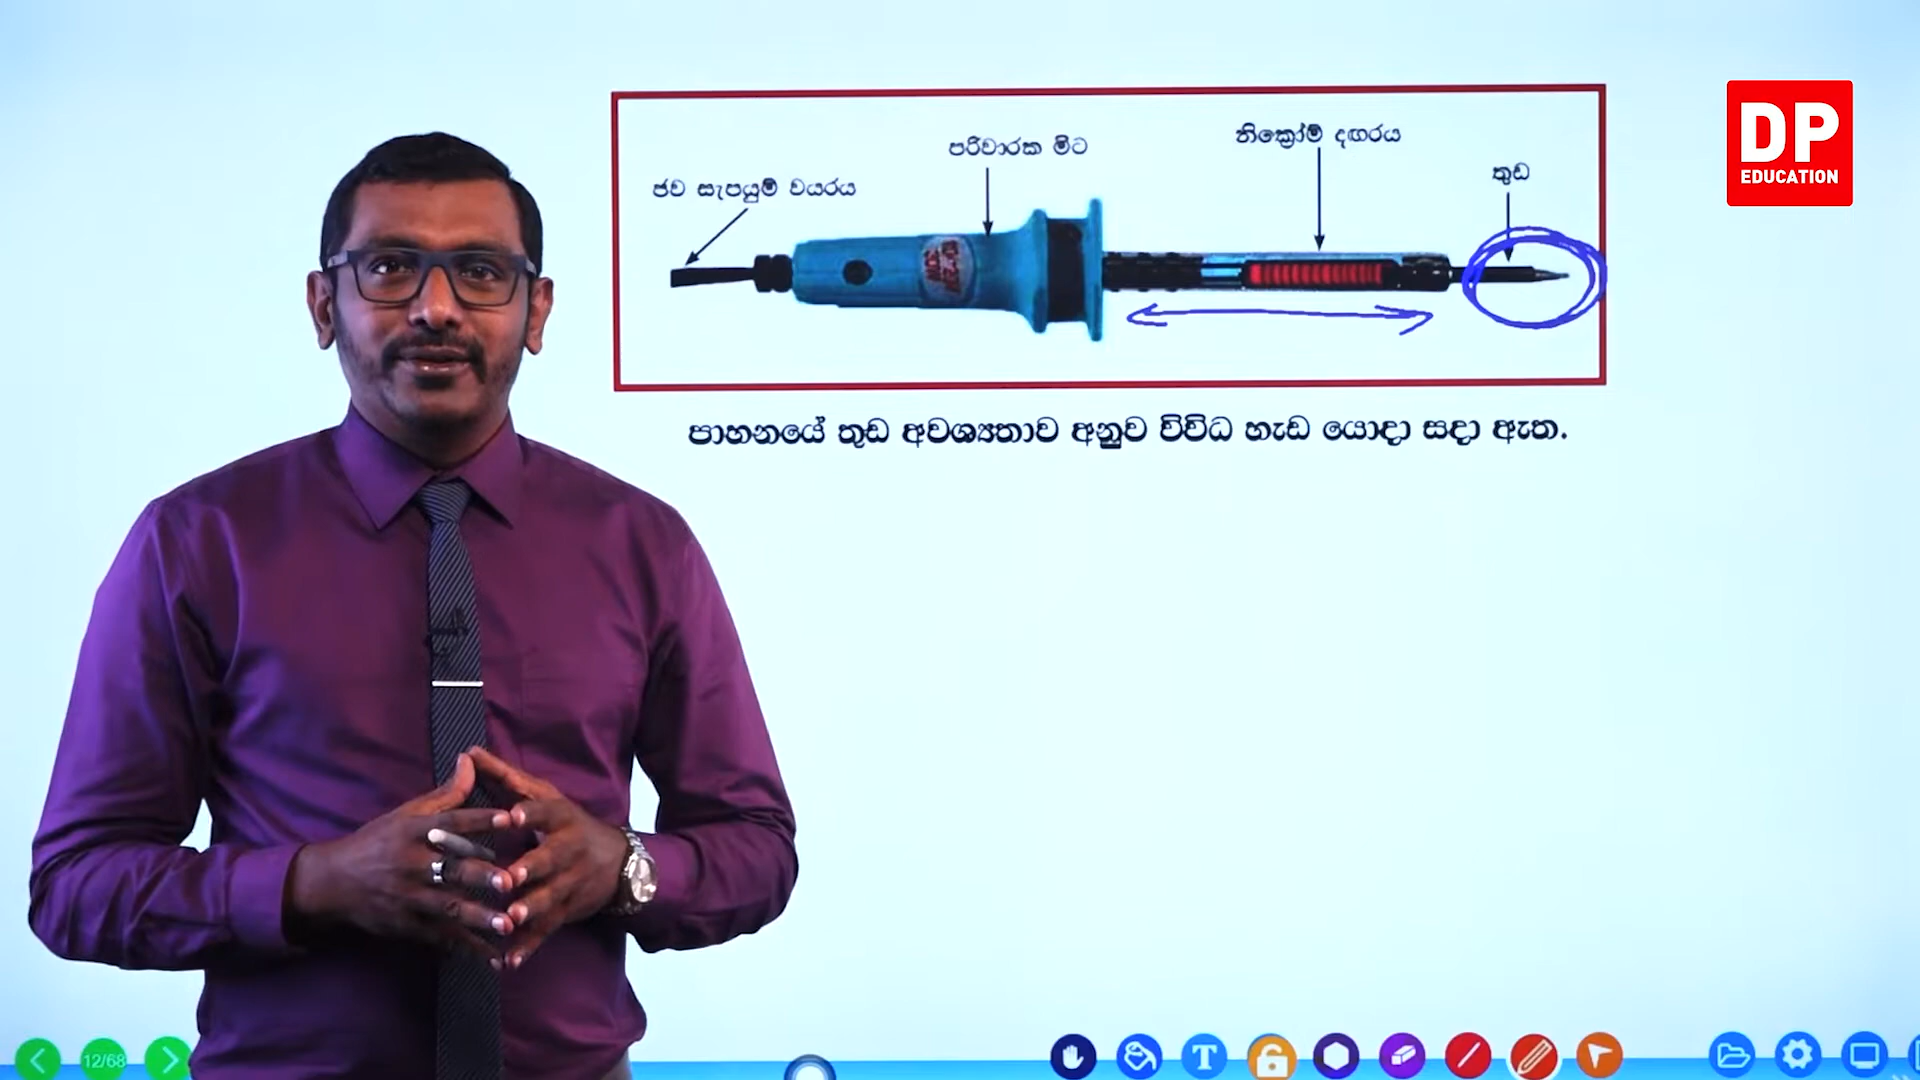 DP
EDUCATION
නික්‍රෝම් දඟරය
පරිවාරක මිට
තුඩ
ජව සැපයුම් වයරය
පාහනයේ තුඩ අවශ්‍යතාව අනුව විවිධ හැඩ යොදා සදා ඇත.
12/68
T